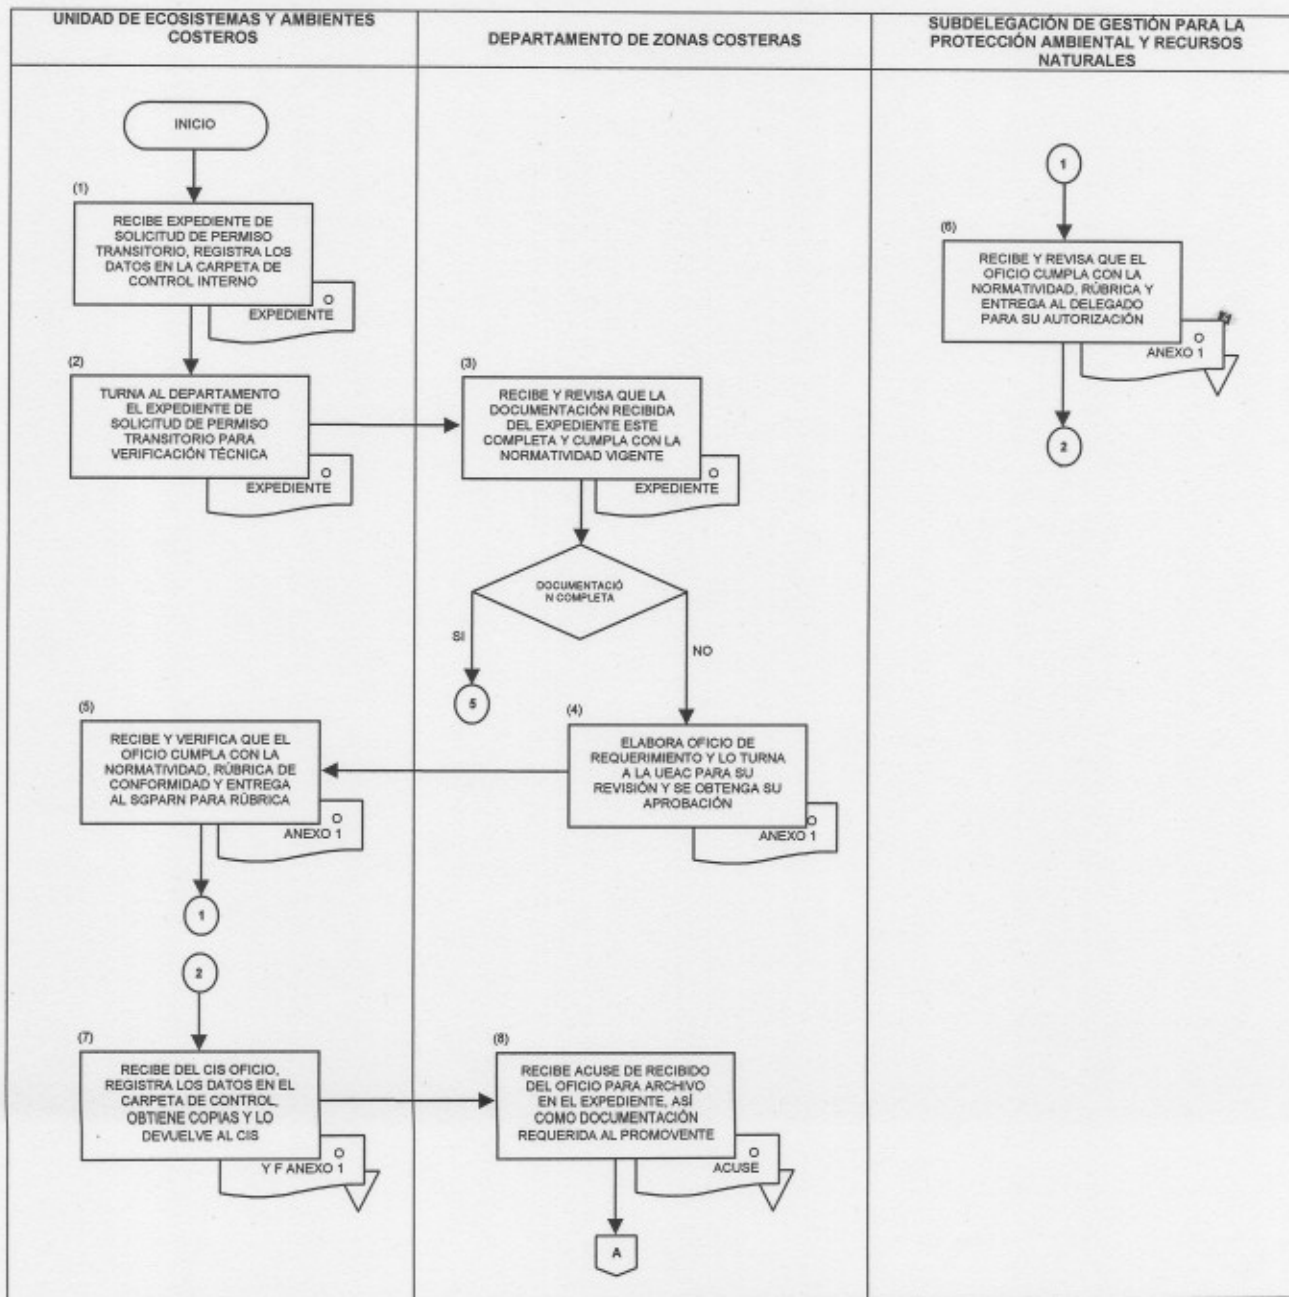 UNIDAD DE ECOSISTEMAS Y AMBIENTES
COSTEROS
DEPARTAMENTO DE ZONAS COSTERAS
SUBDELEGACIÓN DE GESTIÓN PARA LA
PROTECCIÓN AMBIENTAL Y RECURSOS
NATURALES
INICIO
(1)
RECIBE EXPEDIENTE DE
SOLICITUD DE PERMISO
TRANSITORIO, REGISTRA LOS
DATOS EN LA CARPETA DE
CONTROL INTERNO
O
EXPEDIENTE
(2)
TURNA AL DEPARTAMENTO
EL EXPEDIENTE DE
SOLICITUD DE PERMISO
TRANSITORIO PARA
VERIFICACIÓN TÉCNICA
O
EXPEDIENTE
(3)
RECIBE Y REVISA QUE LA
DOCUMENTACIÓN RECIBIDA
DEL EXPEDIENTE ESTE
COMPLETA Y CUMPLA CON LA
NORMATIVIDAD VIGENTE
O
EXPEDIENTE
DOCUMENTACIÓ
N COMPLETA
SI
NO
5
(4)
ELABORA OFICIO DE
REQUERIMIENTO Y LO TURNA
A LA UEAC PARA SU
REVISIÓN Y SE OBTENGA SU
APROBACIÓN
O
ANEXO 1
(5)
RECIBE Y VERIFICA QUE EL
OFICIO CUMPLA CON LA
NORMATIVIDAD, RÚBRICA DE
CONFORMIDAD Y ENTREGA
AL SGPARN PARA RÚBRICA
O
ANEXO 1
1
1
(6)
RECIBE Y REVISA QUE EL
OFICIO CUMPLA CON LA
NORMATIVIDAD, RÚBRICA Y
ENTREGA AL DELEGADO
PARA SU AUTORIZACIÓN
O
ANEXO 1
2
2
(7)
RECIBE DEL CIS OFICIO,
REGISTRA LOS DATOS EN EL
CARPETA DE CONTROL,
OBTIENE COPIAS Y LO
DEVUELVE AL CIS
O
Y F ANEXO 1
(8)
RECIBE ACUSE DE RECIBIDO
DEL OFICIO PARA ARCHIVO
EN EL EXPEDIENTE, ASÍ
COMO DOCUMENTACIÓN
REQUERIDA AL PROMOVENTE
O
ACUSE
A